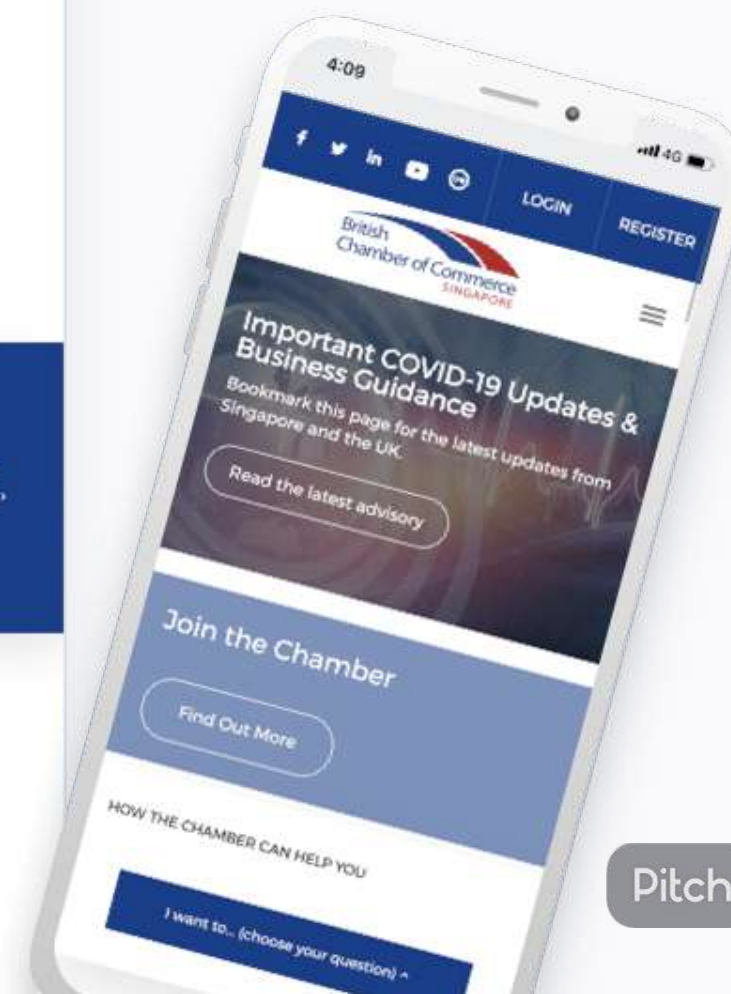 4:09
4G
LOGIN
REGISTER
British
Chamber of Commerce
SINGAPORE
Important COVID-19 Updates &
Business Guidance
Bookmark this page for the latest updates from
Singapore and the UK.
Read the latest advisory
Join the Chamber
Find Out More
HOW THE CHAMBER CAN HELP YOU
I want to... (choose your question) ^
Pitch